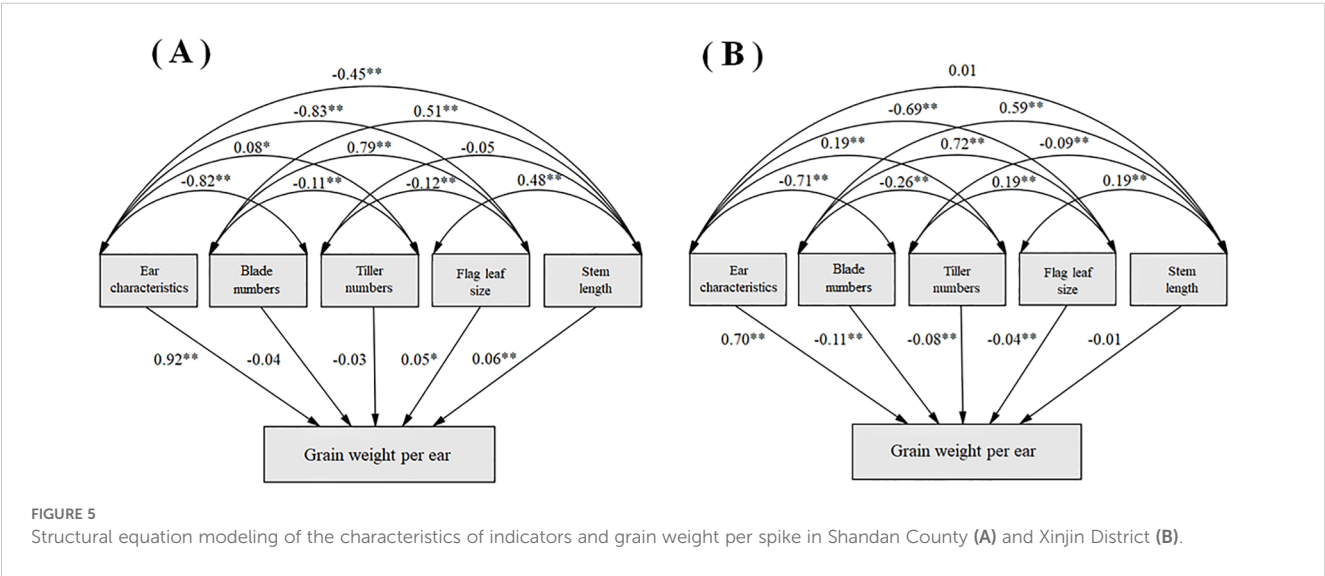 ( A )
-0.45**
-0.83** 0.51**
0.08* 0.79** -0.05
-0.82** -0.11** -0.12** 0.48**
Ear
characteristics
Blade
numbers
Tiller
numbers
Flag leaf
size
Stem
length
0.92** -0.04 -0.03 0.05* 0.06**
Grain weight per ear
( B )
0.01
-0.69** 0.59**
0.19** 0.72** -0.09**
-0.71** -0.26** 0.19** 0.19**
Ear
characteristics
Blade
numbers
Tiller
numbers
Flag leaf
size
Stem
length
0.70** -0.11** -0.08** -0.04** -0.01
Grain weight per ear
FIGURE 5
Structural equation modeling of the characteristics of indicators and grain weight per spike in Shandan County (A) and Xinjin District (B).